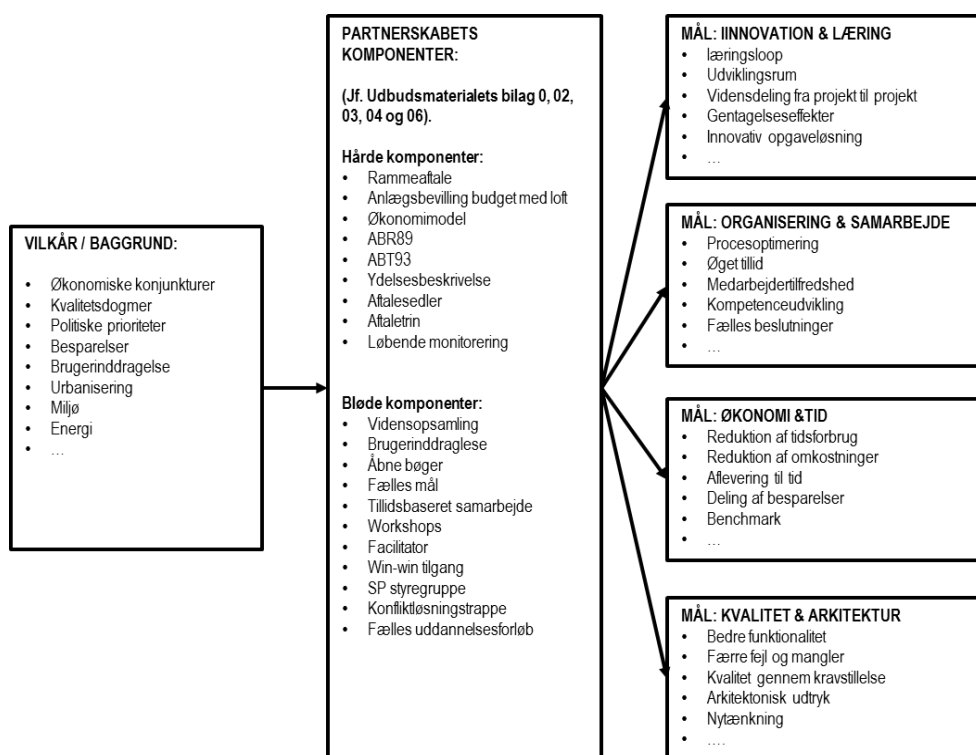 VILKÅR / BAGGRUND:
• Økonomiske konjunkturer
• Kvalitetsdogmer
• Politiske prioriteter
• Besparelser
• Brugerinddragelse
• Urbanisering
• Miljø
• Energi
• …
PARTNERSKABETS
KOMPONENTER:
(Jf. Udbudsmaterialets bilag 0, 02,
03, 04 og 06).
Hårde komponenter:
• Rammeaftale
• Anlægsbevilling budget med loft
• Økonomimodel
• ABR89
• ABT93
• Ydelsesbeskrivelse
• Aftalesedler
• Aftaletrin
• Løbende monitorering
Bløde komponenter:
• Vidensopsamling
• Brugerinddraglese
• Åbne bøger
• Fælles mål
• Tillidsbaseret samarbejde
• Workshops
• Facilitator
• Win-win tilgang
• SP styregruppe
• Konfliktløsningstrappe
• Fælles uddannelsesforløb
MÅL: IINNOVATION & LÆRING
• læringsloop
• Udviklingsrum
• Vidensdeling fra projekt til projekt
• Gentagelseseffekter
• Innovativ opgaveløsning
• …
MÅL: ORGANISERING & SAMARBEJDE
• Procesoptimering
• Øget tillid
• Medarbejdertilfredshed
• Kompetenceudvikling
• Fælles beslutninger
• …
MÅL: ØKONOMI &TID
• Reduktion af tidsforbrug
• Reduktion af omkostninger
• Aflevering til tid
• Deling af besparelser
• Benchmark
• …
MÅL: KVALITET & ARKITEKTUR
• Bedre funktionalitet
• Færre fejl og mangler
• Kvalitet gennem kravstillelse
• Arkitektonisk udtryk
• Nytænkning
• ….